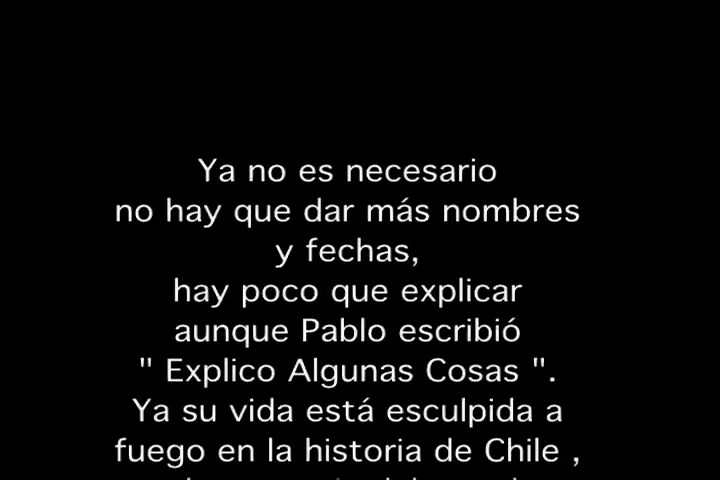 Ya no es necesario
no hay que dar más nombres
y fechas,
hay poco que explicar
aunque Pablo escribió
" Explico Algunas Cosas ".
Ya su vida está esculpida a
fuego en la historia de Chile ,